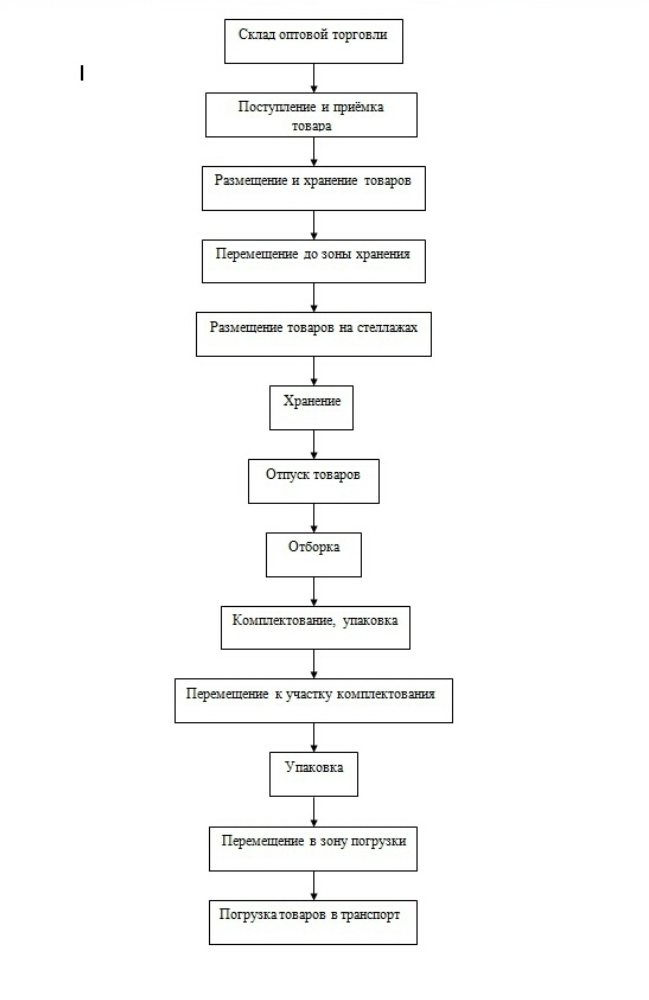 Склад оптовой торговли
Поступление и приёмка
товара
Размещение и хранение товаров
Перемещение до зоны хранения
Размещение товаров на стеллажах
Хранение
Отпуск товаров
Отборка
Комплектование, упаковка
Перемещение к участку комплектования
Упаковка
Перемещение в зону погрузки
Погрузка товаров в транспорт